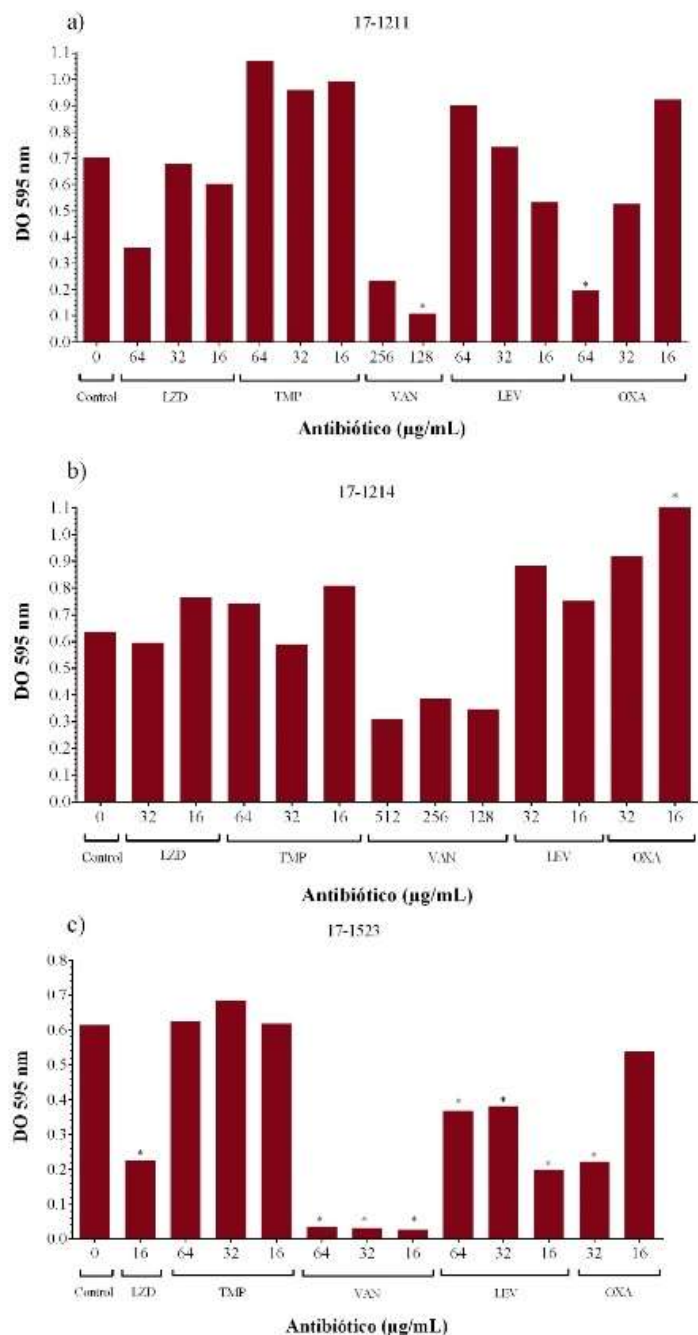 a)
17-1211
1.1
1.0
0.9
0.8
0.7
0.6
0.5
0.4
0.3
0.2
0.1
0.0
DO 595 nm
* *
0 64 32 16 64 32 16 256 128 64 32 16 64 32 16
Control LZD TMP VAN LEV OXA
Antibiótico (µg/mL)
b)
17-1214
1.1
1.0
0.9
0.8
0.7
0.6
0.5
0.4
0.3
0.2
0.1
0.0
DO 595 nm
*
0 32 16 64 32 16 512 256 128 32 16 32 16
Control LZD TMP VAN LEV OXA
Antibiótico (µg/mL)
c)
17-1523
0.8
0.7
0.6
0.5
0.4
0.3
0.2
0.1
0.0
DO 595 nm
* * * * * * * *
0 16 64 32 16 64 32 16 64 32 16 32 16
Control LZD TMP VAN LEV OXA
Antibiótico (µg/mL)